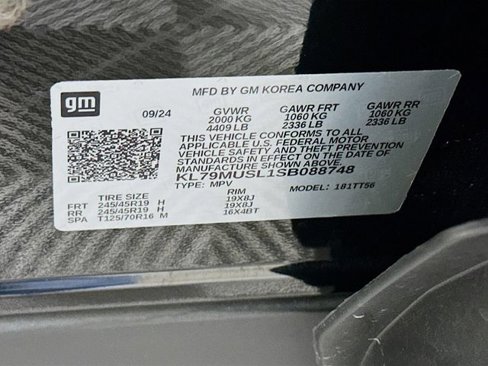 gm
MFD BY GM KOREA COMPANY
09/24 GVWR GAWR FRT GAWR RR
2000 KG 1060 KG 1060 KG
4409 LB 2336 LB 2336 LB
THIS VEHICLE CONFORMS TO ALL
APPLICABLE U.S. FEDERAL MOTOR
VEHICLE SAFETY AND THEFT PREVENTION
STANDARDS IN EFFECT ON THE DATE OF
MANUFACTURE SHOWN ABOVE.
KL79MUSL1SB088748
TYPE: MPV MODEL: 181TT56
TIRE SIZE RIM
FRT 245/45R19 H 19X8J
RR 245/45R19 H 19X8J
SPA T125/70R16 M 16X4BT